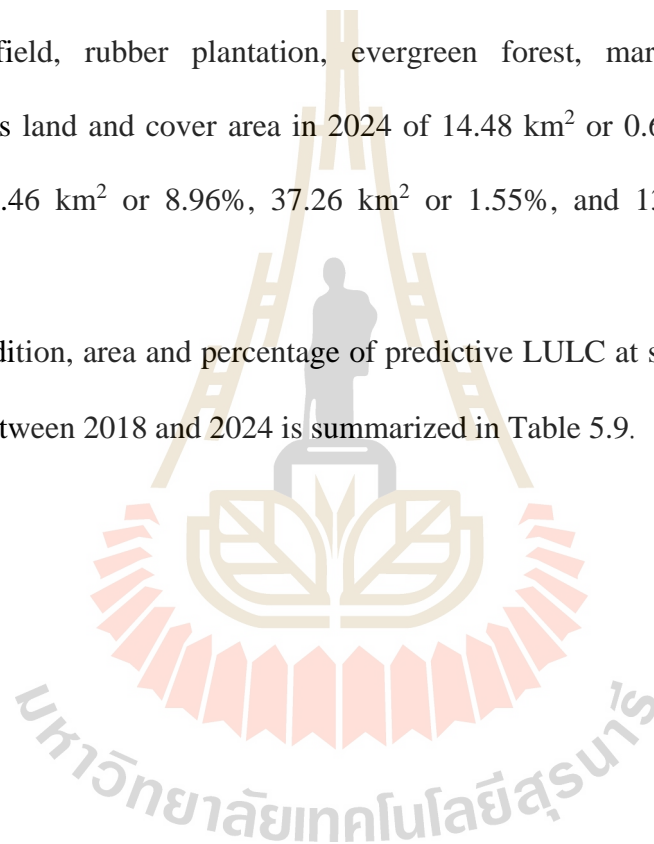 field, rubber plantation, evergreen forest, mar
s land and cover area in 2024 of 14.48 km² or 0.6
.46 km² or 8.96%, 37.26 km² or 1.55%, and 13
dition, area and percentage of predictive LULC at s
tween 2018 and 2024 is summarized in Table 5.9.
มหาวิทยาลัยเทคโนโลยีสุรนารี